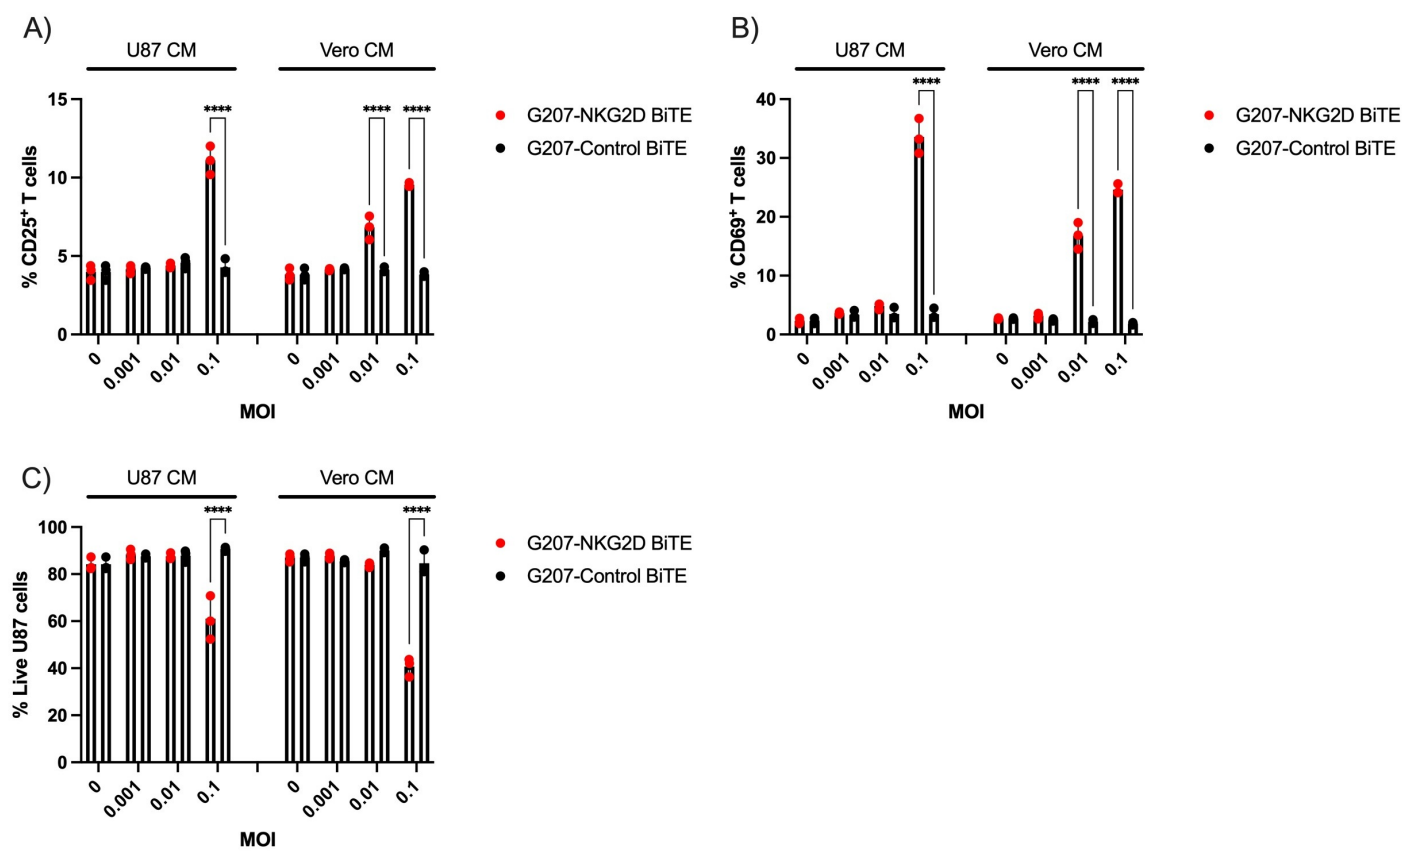 A)
U87 CM
Vero CM
% CD25+ T cells
15
10
5
0
**** **** ****
0 0.001 0.01 0.1 0 0.001 0.01 0.1
MOI
G207-NKG2D BiTE
G207-Control BiTE
B)
U87 CM
Vero CM
% CD69+ T cells
40
30
20
10
0
**** **** ****
0 0.001 0.01 0.1 0 0.001 0.01 0.1
MOI
G207-NKG2D BiTE
G207-Control BiTE
C)
U87 CM
Vero CM
% Live U87 cells
100
80
60
40
20
0
**** ****
0 0.001 0.01 0.1 0 0.001 0.01 0.1
MOI
G207-NKG2D BiTE
G207-Control BiTE